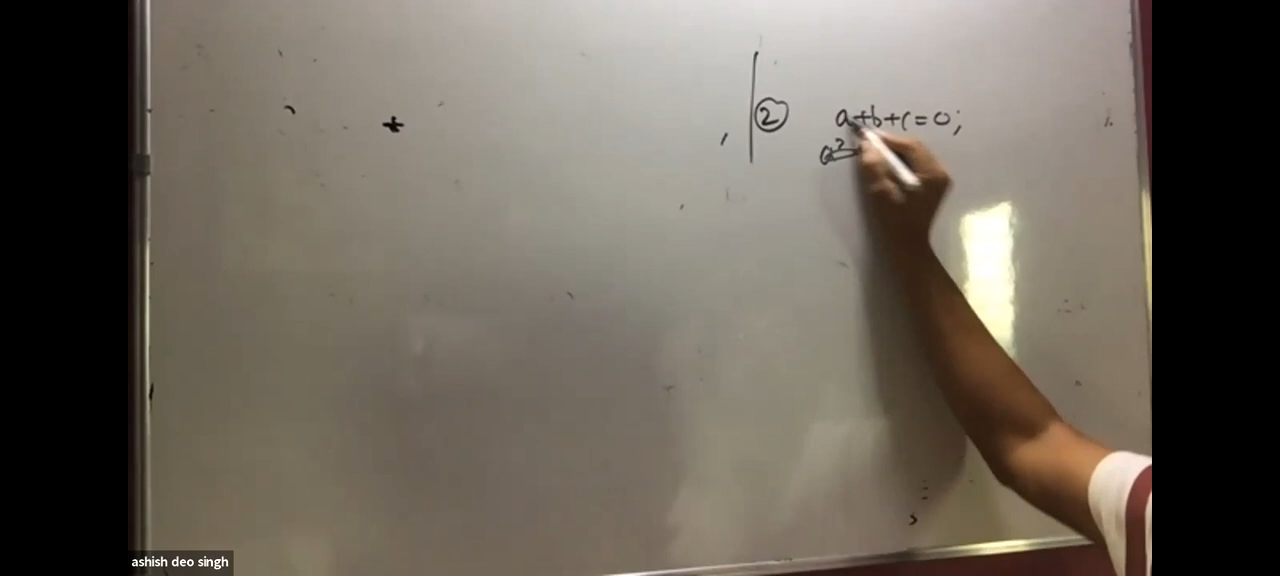 ② a+b+c=0;
a²
ashish deo singh